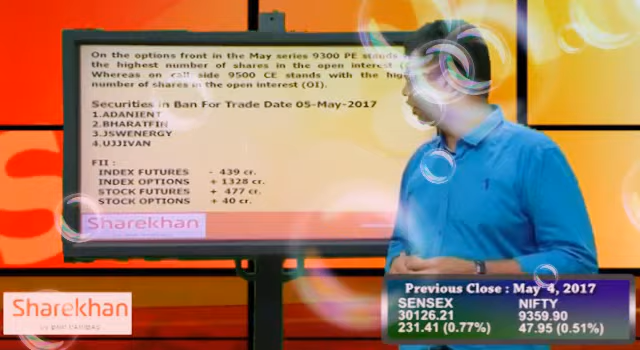 On the options front in the May series 9300 PE stands
the highest number of shares in the open interest
Whereas on call side 9500 CE stands with the
number of shares in the open interest (OI).
Securities in Ban For Trade Date 05-May-2017
1.ADANIENT
2.BHARATFIN
3.JSWENERGY
4.UJJIVAN
FII :
INDEX FUTURES - 439 cr.
INDEX OPTIONS + 1328 cr.
STOCK FUTURES + 477 cr.
STOCK OPTIONS + 40 cr.
Sharekhan
Sharekhan
by BNP PARIBAS
Previous Close : May 4, 2017
SENSEX NIFTY
30126.21 9359.90
231.41 (0.77%) 47.95 (0.51%)